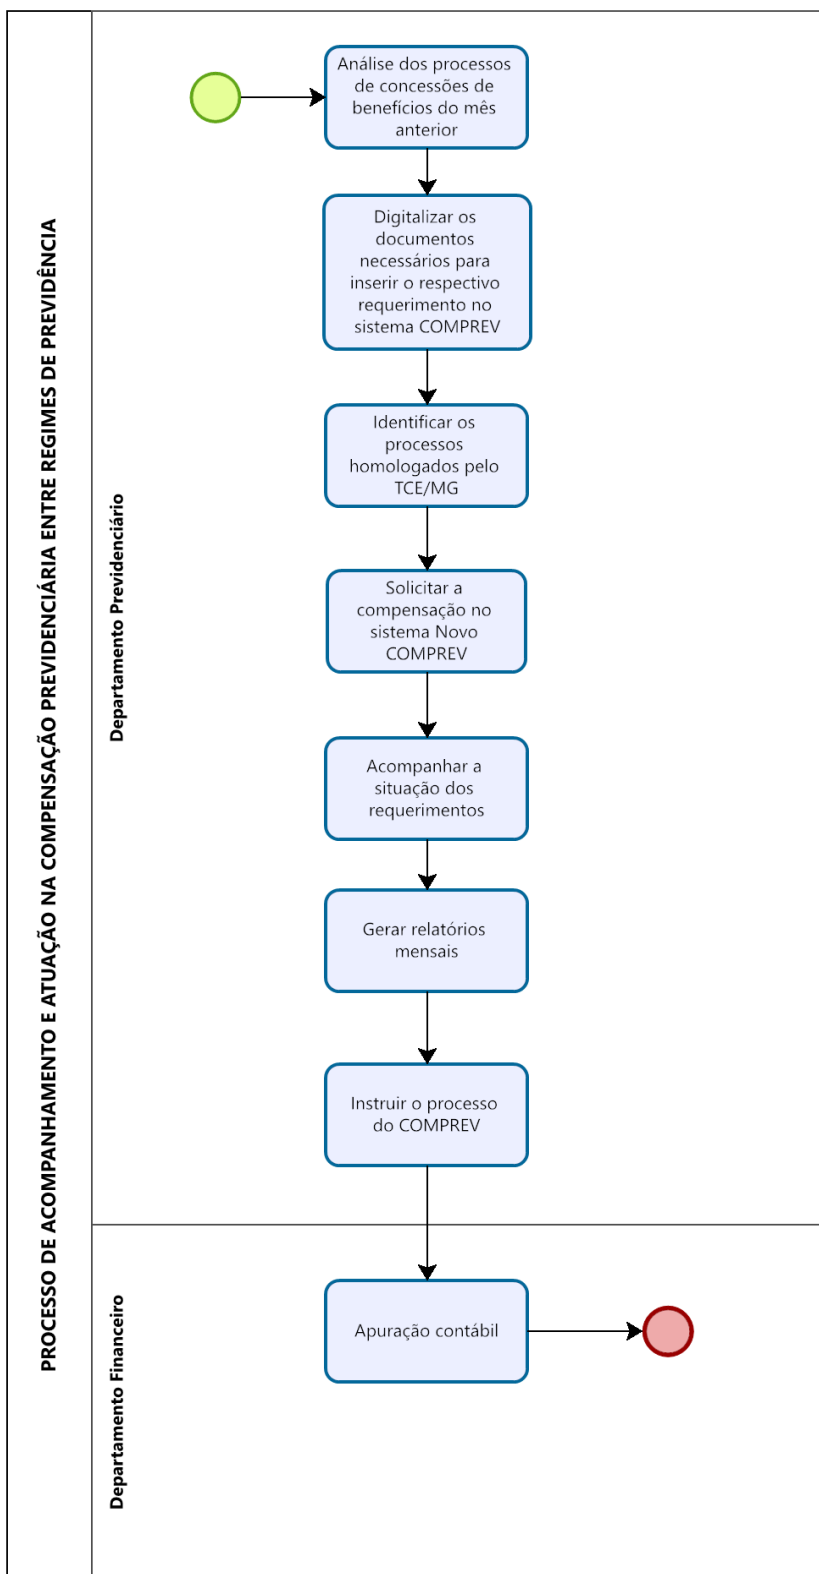 PROCESSO DE ACOMPANHAMENTO E ATUAÇÃO NA COMPENSAÇÃO PREVIDENCIÁRIA ENTRE REGIMES DE PREVIDÊNCIA
Departamento Previdenciário
Análise dos processos
de concessões de
benefícios do mês
anterior
Digitalizar os
documentos
necessários para
inserir o respectivo
requerimento no
sistema COMPREV
Identificar os
processos
homologados pelo
TCE/MG
Solicitar a
compensação no
sistema Novo
COMPREV
Acompanhar a
situação dos
requerimentos
Gerar relatórios
mensais
Instruir o processo
do COMPREV
Departamento Financeiro
Apuração contábil